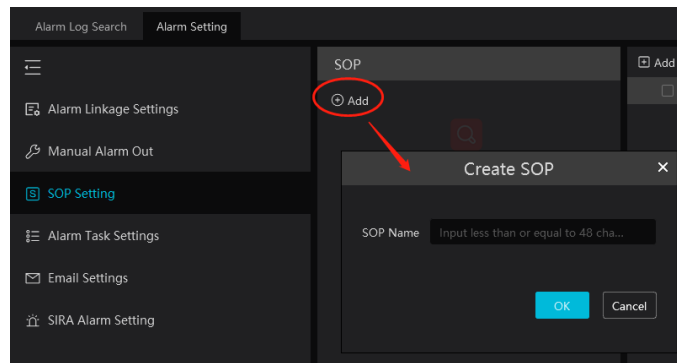 Alarm Log Search
Alarm Setting
SOP
Add
Add
Alarm Linkage Settings
Manual Alarm Out
SOP Setting
Alarm Task Settings
Email Settings
SIRA Alarm Setting
Create SOP
SOP Name
Input less than or equal to 48 cha...
OK
Cancel